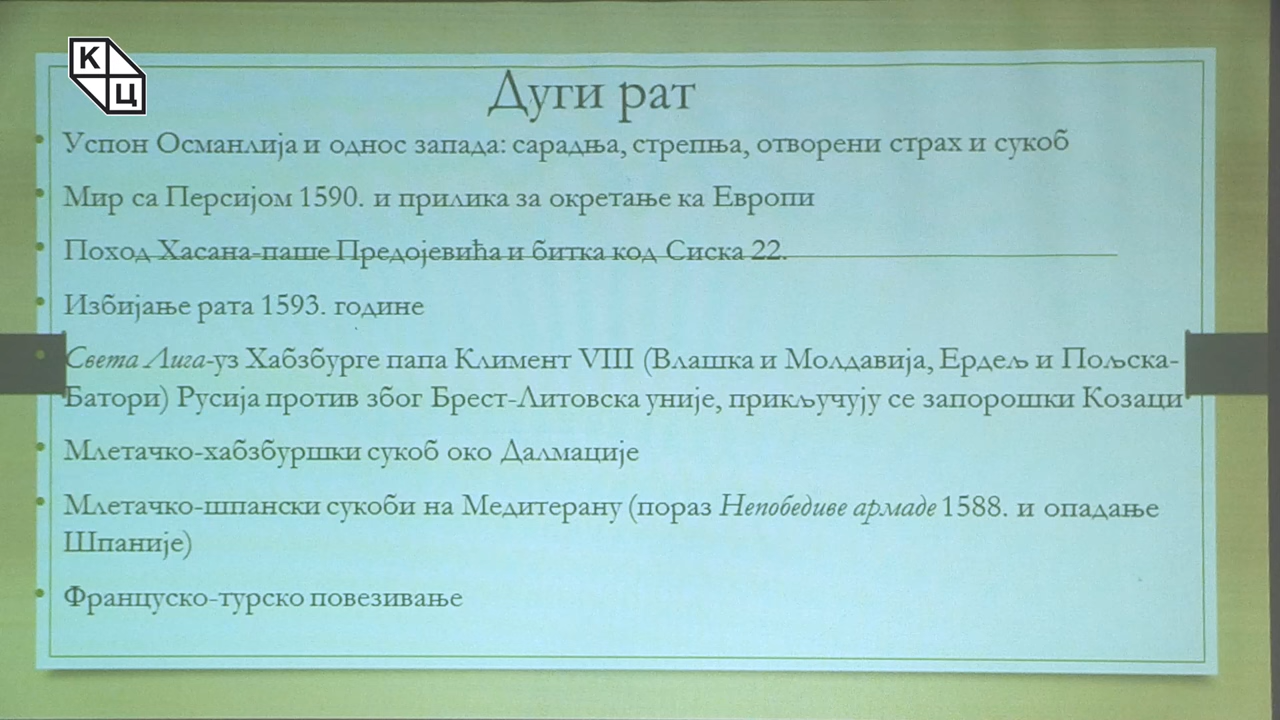 К
Ц
Дуги рат
• Успон Османлија и однос запада: сарадња, стрепња, отворени страх и сукоб
• Мир са Персијом 1590. и прилика за окретање ка Европи
• Поход Хасана-паше Предојевића и битка код Сиска 22.
• Избијање рата 1593. године
• Света Лига-уз Хабзбурге папа Климент VIII (Влашка и Молдавија, Ердељ и Пољска-
Батори) Русија против због Брест-Литовска уније, прикључују се запорошки Козаци
• Млетачко-хабзбуршки сукоб око Далмације
• Млетачко-шпански сукоби на Медитерану (пораз Непобедиве армаде 1588. и опадање
Шпаније)
• Француско-турско повезивање